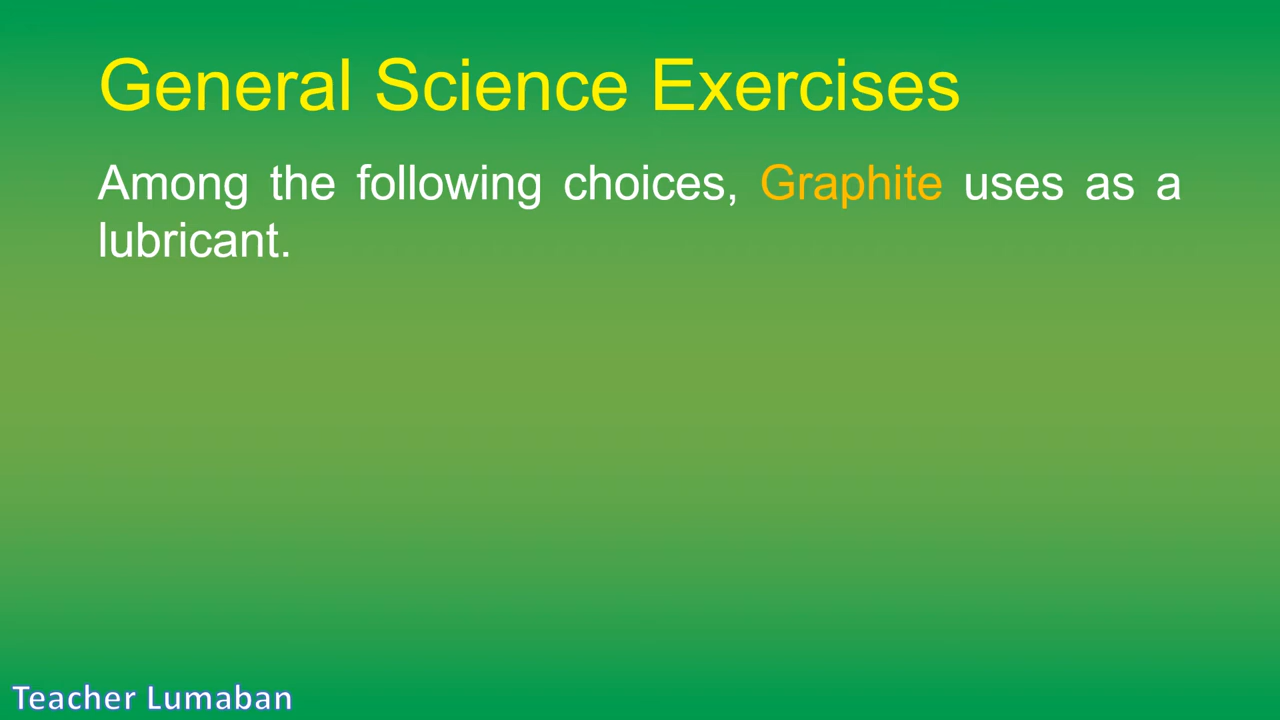 General Science Exercises
Among the following choices, Graphite uses as a
lubricant.
Teacher Lumaban